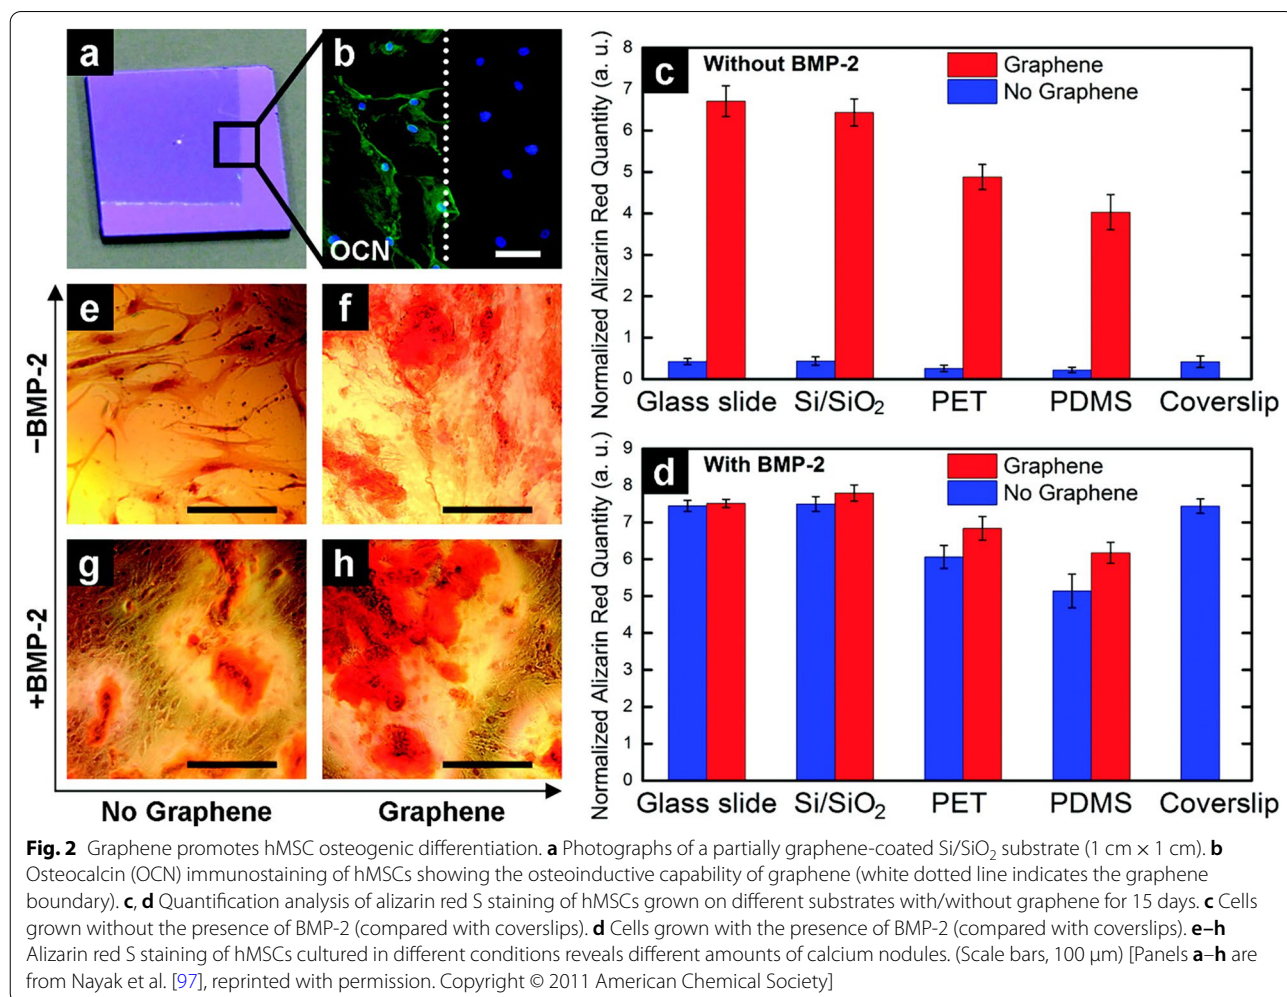 a
b
OCN
c
Without BMP-2
Graphene
No Graphene
Normalized Alizarin Red Quantity (a. u.)
8
7
6
5
4
3
2
1
0
Glass slide Si/SiO₂ PET PDMS Coverslip
e
f
−BMP-2
g
h
+BMP-2
No Graphene Graphene
d
With BMP-2
Graphene
No Graphene
Normalized Alizarin Red Quantity (a. u.)
9
8
7
6
5
4
3
2
1
0
Glass slide Si/SiO₂ PET PDMS Coverslip
Fig. 2 Graphene promotes hMSC osteogenic differentiation. a Photographs of a partially graphene-coated Si/SiO₂ substrate (1 cm × 1 cm). b
Osteocalcin (OCN) immunostaining of hMSCs showing the osteoinductive capability of graphene (white dotted line indicates the graphene
boundary). c, d Quantification analysis of alizarin red S staining of hMSCs grown on different substrates with/without graphene for 15 days. c Cells
grown without the presence of BMP-2 (compared with coverslips). d Cells grown with the presence of BMP-2 (compared with coverslips). e–h
Alizarin red S staining of hMSCs cultured in different conditions reveals different amounts of calcium nodules. (Scale bars, 100 μm) [Panels a–h are
from Nayak et al. [97], reprinted with permission. Copyright © 2011 American Chemical Society]